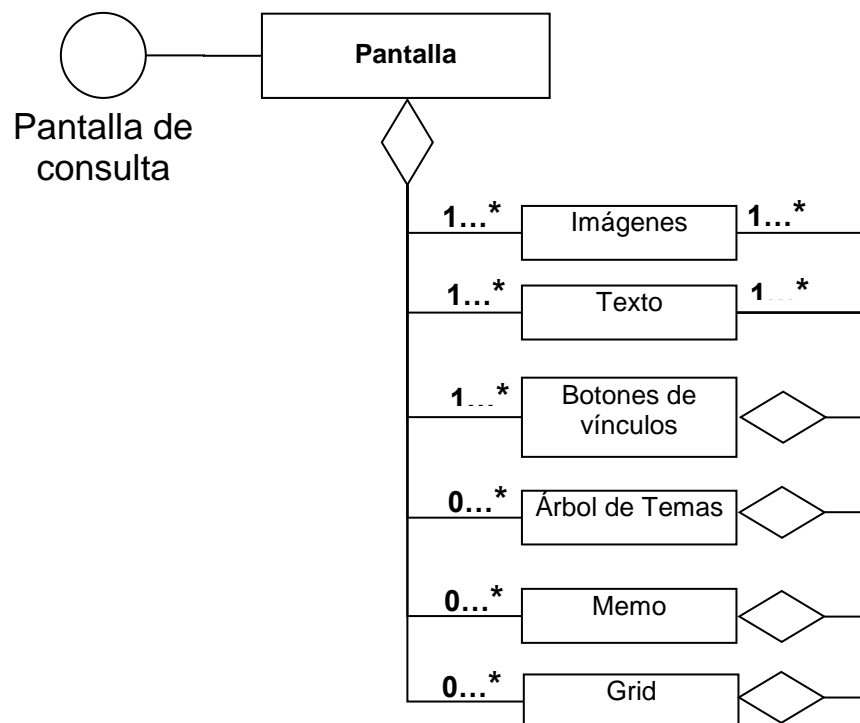 Pantalla
Pantalla de
consulta
1...* Imágenes 1...*
1...* Texto 1...*
1...* Botones de
vínculos
0...* Árbol de Temas
0...* Memo
0...* Grid